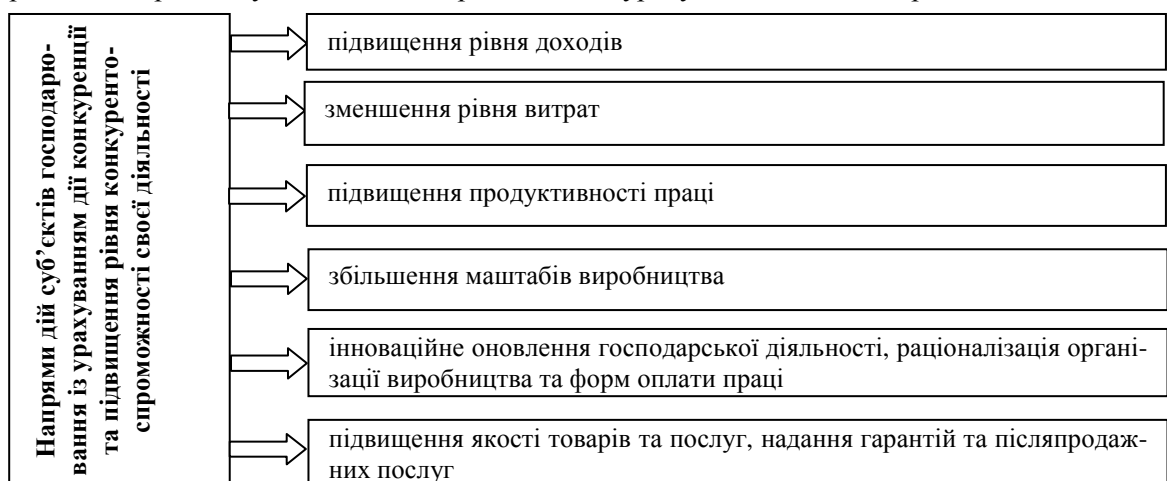 Напрями дій суб’єктів господарю-
вання із урахуванням дії конкуренції
та підвищення рівня конкуренто-
спроможності своєї діяльності
підвищення рівня доходів
зменшення рівня витрат
підвищення продуктивності праці
збільшення маштабів виробництва
інноваційне оновлення господарської діяльності, раціоналізація органі-
зації виробництва та форм оплати праці
підвищення якості товарів та послуг, надання гарантій та післяпродаж-
них послуг